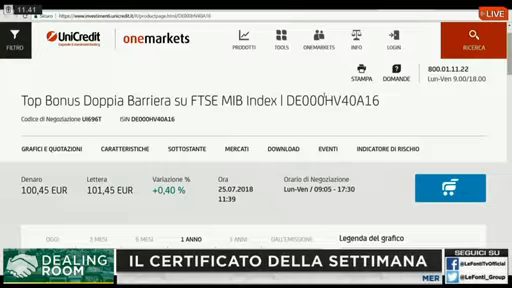 11.41
https://www.investimenti.unicredit.it/it/productpage.html/DE000HV40A16
LIVE
FILTRO
UniCredit
Corporate & Investment Banking
onemarkets
PRODOTTI
TOOLS
ONEMARKETS
INFO
LOGIN
RICERCA
STAMPA
DOMANDE
800.01.11.22
Lun-Ven 9.00/18.00
Top Bonus Doppia Barriera su FTSE MIB Index | DE000HV40A16
Codice di Negoziazione UI696T
ISIN DE000HV40A16
GRAFICI E QUOTAZIONI
CARATTERISTICHE
SOTTOSTANTE
MERCATI
DOWNLOAD
EVENTI
INDICATORE DI RISCHIO
Denaro
Lettera
Variazione %
Ora
Orario di Negoziazione
100,45 EUR
101,45 EUR
+0,40 %
25.07.2018
11:39
Lun-Ven / 09:05 - 17:30
OGGI
3 MESI
6 MESI
1 ANNO
3 ANNI
DALL'EMISSIONE
Legenda del grafico
DEALING
ROOM
IL CERTIFICATO DELLA SETTIMANA
SEGUICI SU
@LeFontiTvOfficial
@LeFonti_Group
MER